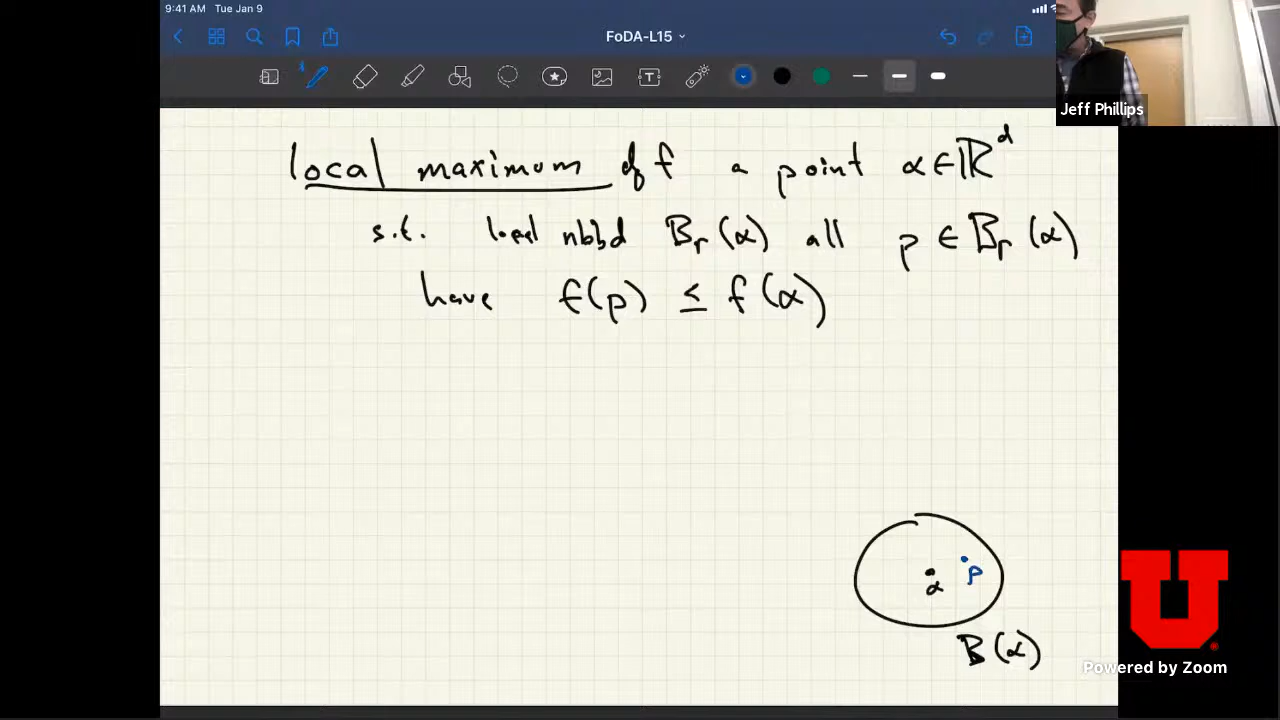 9:41 AM Tue Jan 9
FoDA-L15
Jeff Phillips
local maximum of f a point α ∈ ℝ^d
s.t. local nbbd B_r(α) all p ∈ B_r(α)
have f(p) ≤ f(α)
p
α
B(α)
U
Powered by Zoom